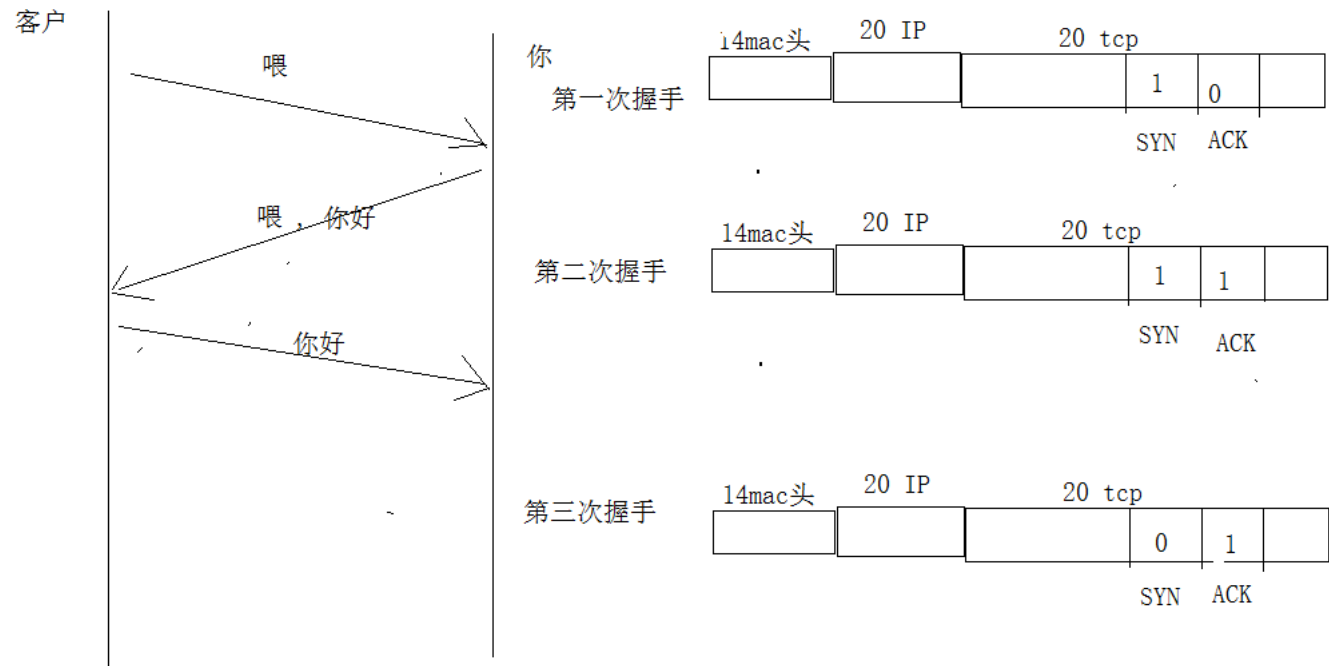 客户
喂
喂 ，你好
你好
你
第一次握手
14mac头 20 IP 20 tcp
1 0
SYN ACK
第二次握手
14mac头 20 IP 20 tcp
1 1
SYN ACK
第三次握手
14mac头 20 IP 20 tcp
0 1
SYN ACK